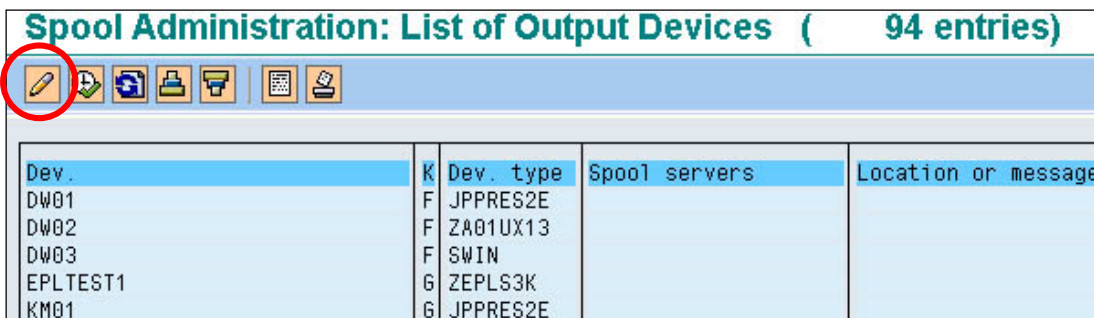 Spool Administration: List of Output Devices ( 94 entries)
Dev. K Dev. type Spool servers Location or message
DW01 F JPPRES2E
DW02 F ZA01UX13
DW03 F SWIN
EPLTEST1 G ZEPLS3K
KM01 G JPPRES2E